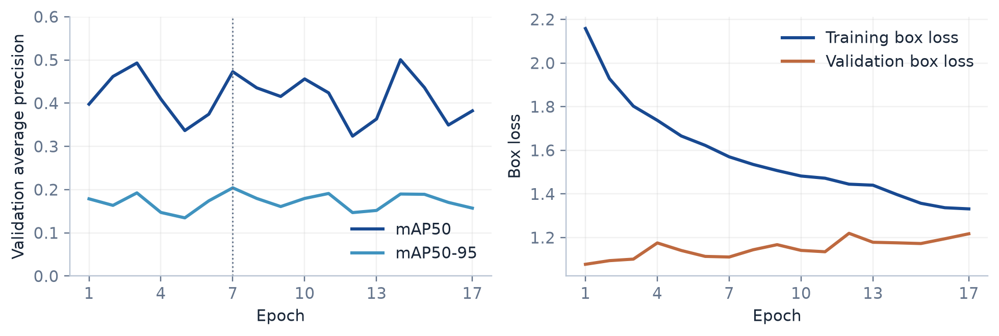 Validation average precision
0.6
0.5
0.4
0.3
0.2
0.1
0.0
mAP50
mAP50-95
1 4 7 10 13 17
Epoch
Box loss
2.2
2.0
1.8
1.6
1.4
1.2
Training box loss
Validation box loss
1 4 7 10 13 17
Epoch